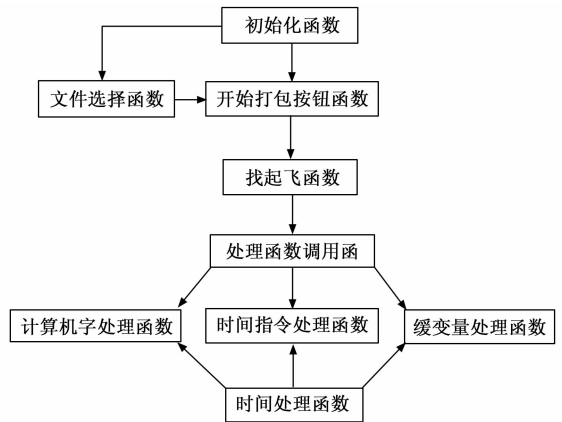 初始化函数
文件选择函数
开始打包按钮函数
找起飞函数
处理函数调用函
计算机字处理函数
时间指令处理函数
缓变量处理函数
时间处理函数